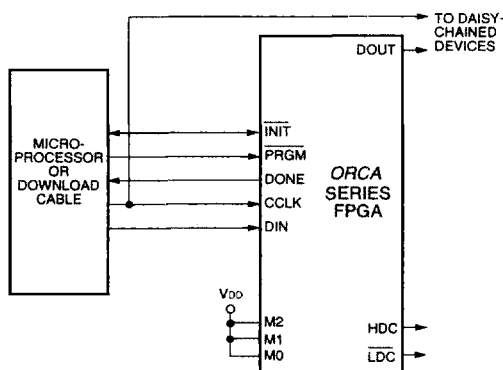 TO DAISY-
CHAINED
DEVICES
DOUT
MICRO-
PROCESSOR
OR
DOWNLOAD
CABLE
INIT
PRGM
DONE
CCLK
DIN
ORCA
SERIES
FPGA
VDD
M2
M1
M0
HDC
LDC